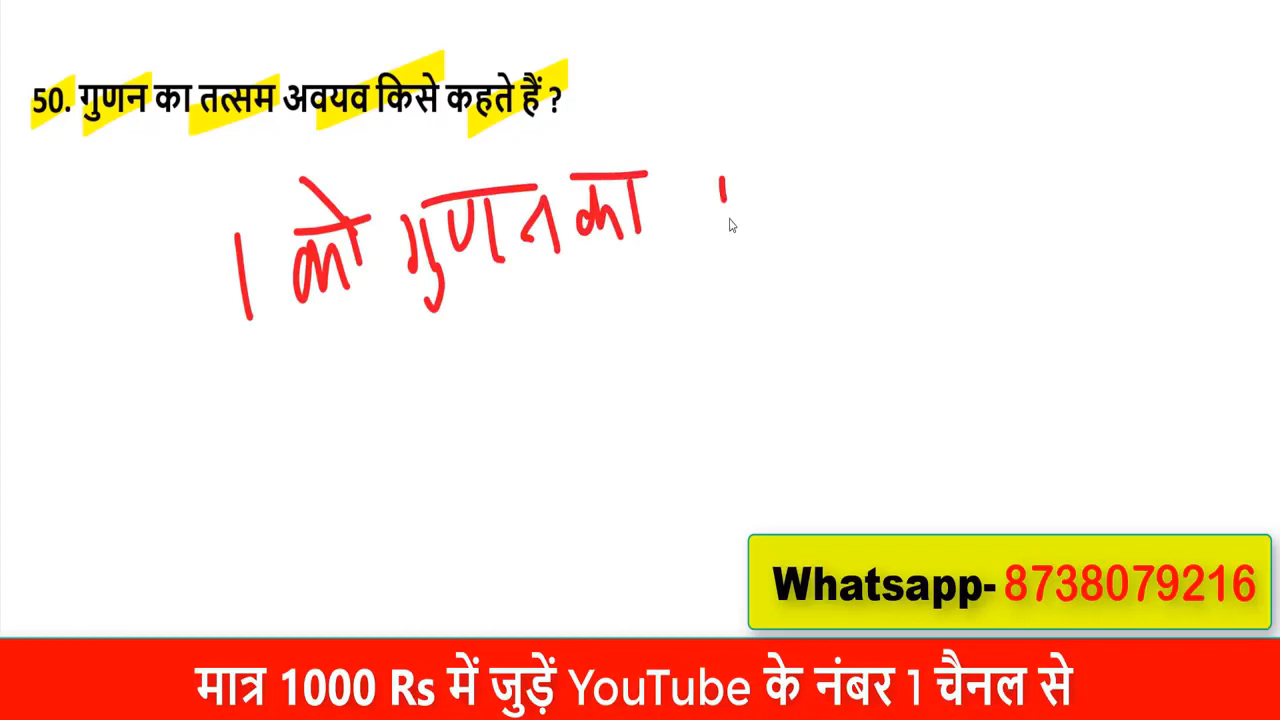 50. गुणन का तत्सम अवयव किसे कहते हैं ?
1 को गुणन का
Whatsapp- 8738079216
मात्र 1000 Rs में जुड़ें YouTube के नंबर 1 चैनल से